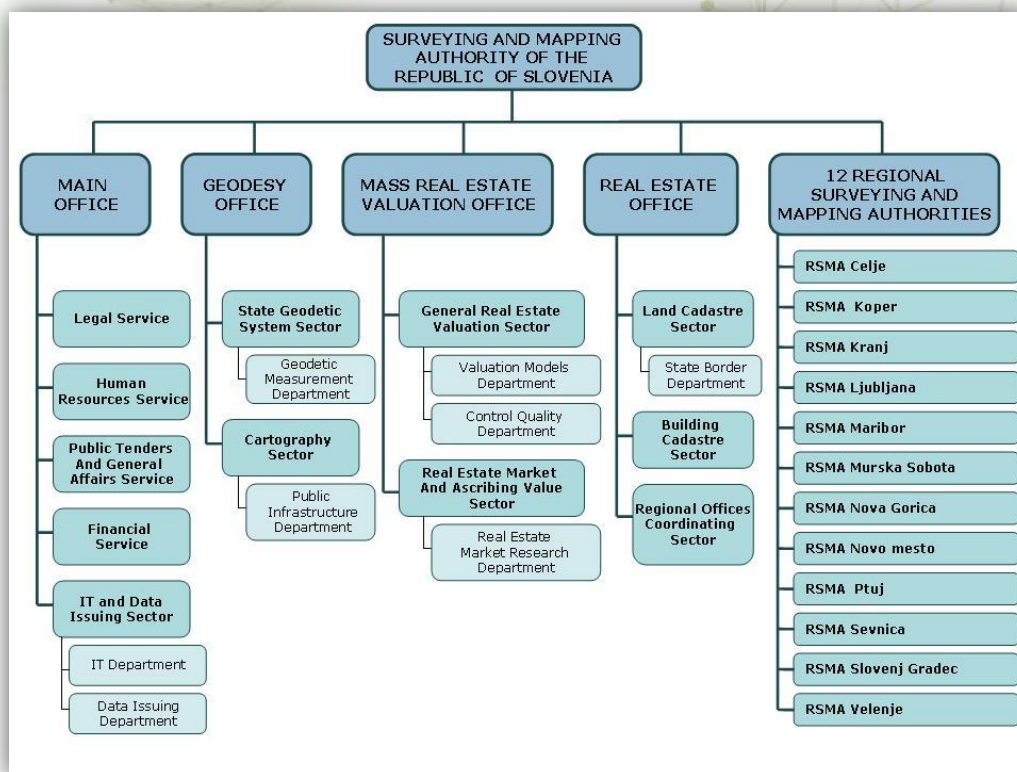 SURVEYING AND MAPPING
AUTHORITY OF THE
REPUBLIC OF SLOVENIA
MAIN
OFFICE
Legal Service
Human
Resources Service
Public Tenders
And General
Affairs Service
Financial
Service
IT and Data
Issuing Sector
IT Department
Data Issuing
Department
GEODESY
OFFICE
State Geodetic
System Sector
Geodetic
Measurement
Department
Cartography
Sector
Public
Infrastructure
Department
MASS REAL ESTATE
VALUATION OFFICE
General Real Estate
Valuation Sector
Valuation Models
Department
Control Quality
Department
Real Estate Market
And Ascribing Value
Sector
Real Estate
Market Research
Department
REAL ESTATE
OFFICE
Land Cadastre
Sector
State Border
Department
Building
Cadastre
Sector
Regional Offices
Coordinating
Sector
12 REGIONAL
SURVEYING AND
MAPPING AUTHORITIES
RSMA Celje
RSMA Koper
RSMA Kranj
RSMA Ljubljana
RSMA Maribor
RSMA Murska Sobota
RSMA Nova Gorica
RSMA Novo mesto
RSMA Ptuj
RSMA Sevnica
RSMA Slovenj Gradec
RSMA Velenje